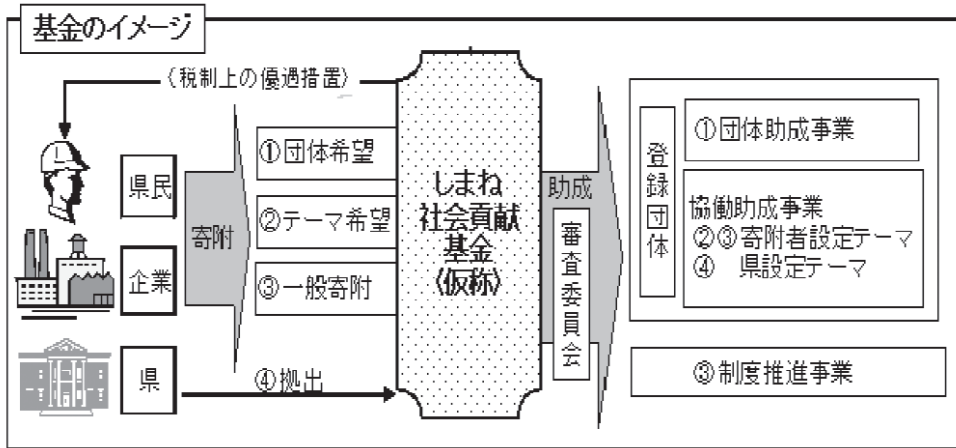 基金のイメージ
（税制上の優遇措置）
県民
企業
県
寄附
①団体希望
②テーマ希望
③一般寄附
④拠出
しまね
社会貢献
基金
（仮称）
助成
審査委員会
登録団体
①団体助成事業
協働助成事業
②③寄附者設定テーマ
④　県設定テーマ
③制度推進事業